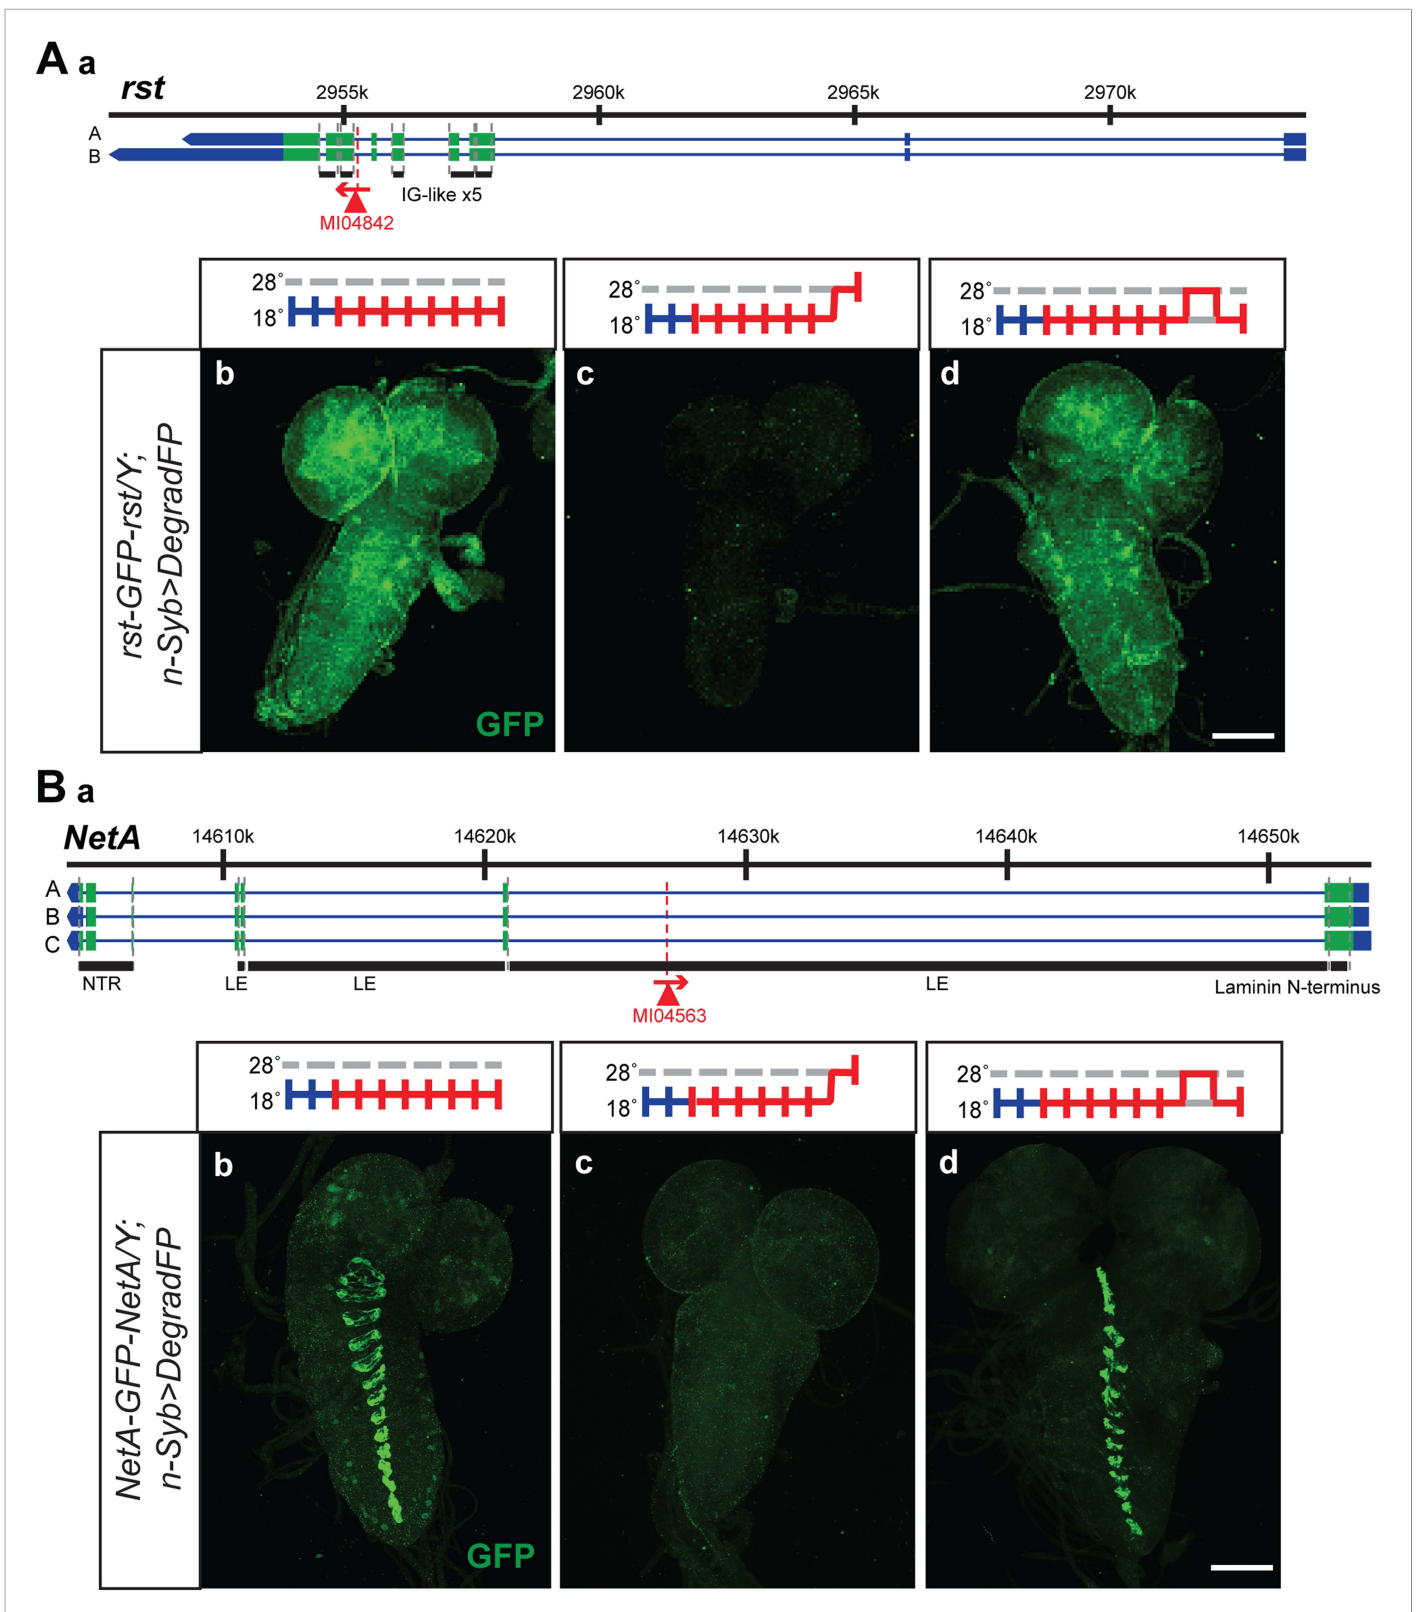 A a
rst
2955k 2960k 2965k 2970k
A
B
IG-like x5
MI04842
28°
18°
28°
18°
28°
18°
rst-GFP-rst/Y;
n-Syb>DegradFP
b
GFP
c
d
B a
NetA
14610k 14620k 14630k 14640k 14650k
A
B
C
NTR LE LE LE Laminin N-terminus
MI04563
28°
18°
28°
18°
28°
18°
NetA-GFP-NetA/Y;
n-Syb>DegradFP
b
GFP
c
d